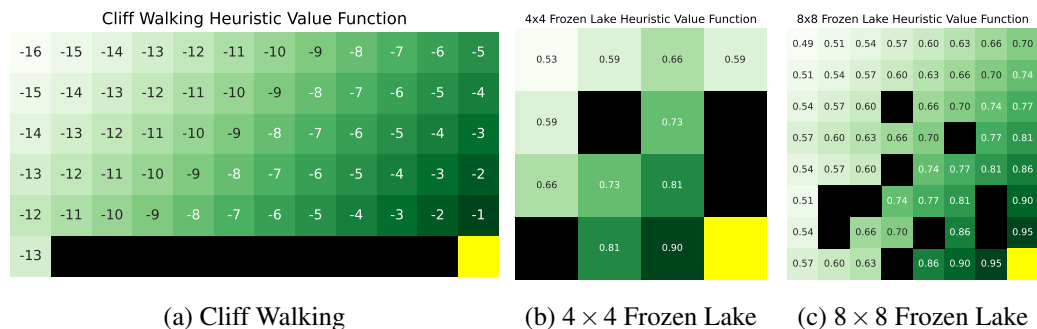 Cliff Walking Heuristic Value Function
-16 -15 -14 -13 -12 -11 -10 -9 -8 -7 -6 -5
-15 -14 -13 -12 -11 -10 -9 -8 -7 -6 -5 -4
-14 -13 -12 -11 -10 -9 -8 -7 -6 -5 -4 -3
-13 -12 -11 -10 -9 -8 -7 -6 -5 -4 -3 -2
-12 -11 -10 -9 -8 -7 -6 -5 -4 -3 -2 -1
-13
(a) Cliff Walking
4x4 Frozen Lake Heuristic Value Function
0.53 0.59 0.66 0.59
0.59 0.73
0.66 0.73 0.81
0.81 0.90
(b) 4 × 4 Frozen Lake
8x8 Frozen Lake Heuristic Value Function
0.49 0.51 0.54 0.57 0.60 0.63 0.66 0.70
0.51 0.54 0.57 0.60 0.63 0.66 0.70 0.74
0.54 0.57 0.60 0.66 0.70 0.74 0.77
0.57 0.60 0.63 0.66 0.70 0.77 0.81
0.54 0.57 0.60 0.74 0.77 0.81 0.86
0.51 0.74 0.77 0.81 0.90
0.54 0.66 0.70 0.86 0.95
0.57 0.60 0.63 0.86 0.90 0.95
(c) 8 × 8 Frozen Lake